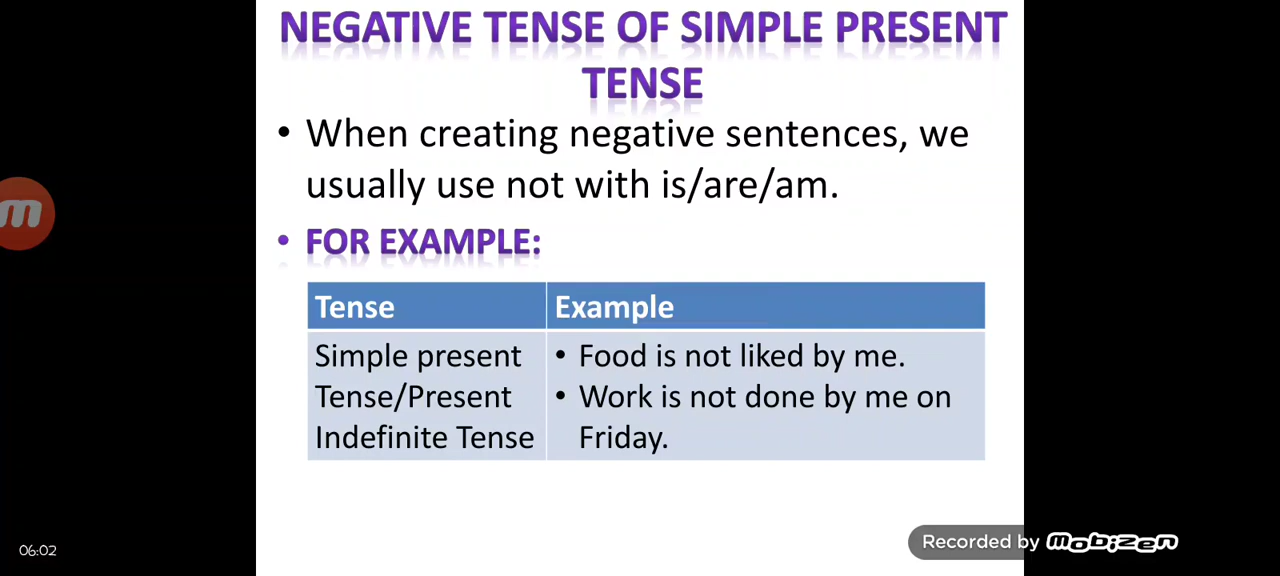 NEGATIVE TENSE OF SIMPLE PRESENT
TENSE
• When creating negative sentences, we
usually use not with is/are/am.
• FOR EXAMPLE:
Tense
Example
Simple present
Tense/Present
Indefinite Tense
• Food is not liked by me.
• Work is not done by me on
Friday.
06:02
Recorded by mobizen